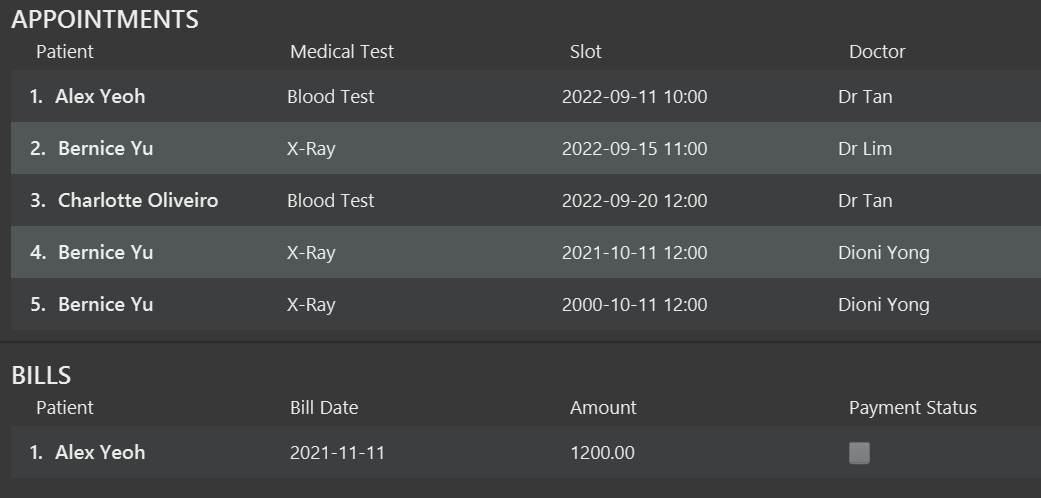 APPOINTMENTS
Patient Medical Test Slot Doctor
1. Alex Yeoh Blood Test 2022-09-11 10:00 Dr Tan
2. Bernice Yu X-Ray 2022-09-15 11:00 Dr Lim
3. Charlotte Oliveiro Blood Test 2022-09-20 12:00 Dr Tan
4. Bernice Yu X-Ray 2021-10-11 12:00 Dioni Yong
5. Bernice Yu X-Ray 2000-10-11 12:00 Dioni Yong
BILLS
Patient Bill Date Amount Payment Status
1. Alex Yeoh 2021-11-11 1200.00